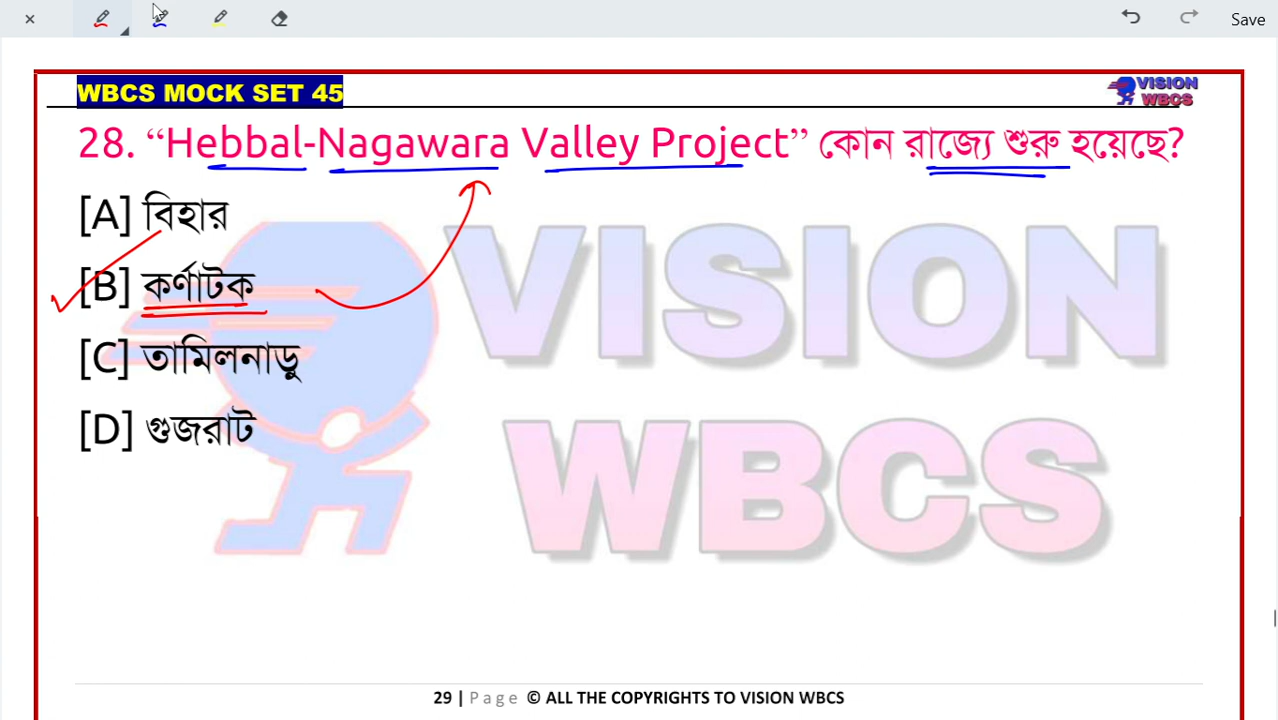 Save
WBCS MOCK SET 45
VISION
WBCS
28. “Hebbal-Nagawara Valley Project” কোন রাজ্যে শুরু হয়েছে?
[A] বিহার
[B] কর্ণাটক
[C] তামিলনাড়ু
[D] গুজরাট
VISION
WBCS
29 | Page © ALL THE COPYRIGHTS TO VISION WBCS